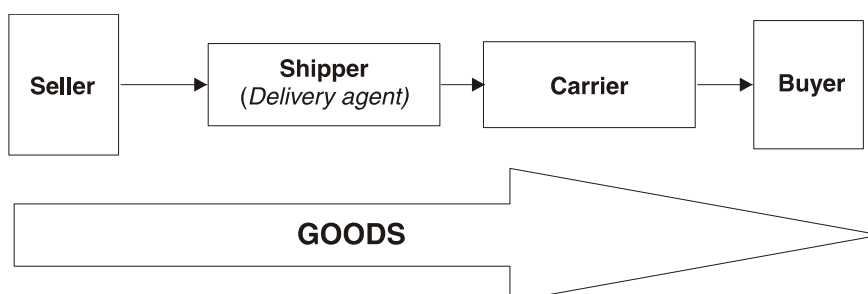 Seller
Shipper
(Delivery agent)
Carrier
Buyer
GOODS